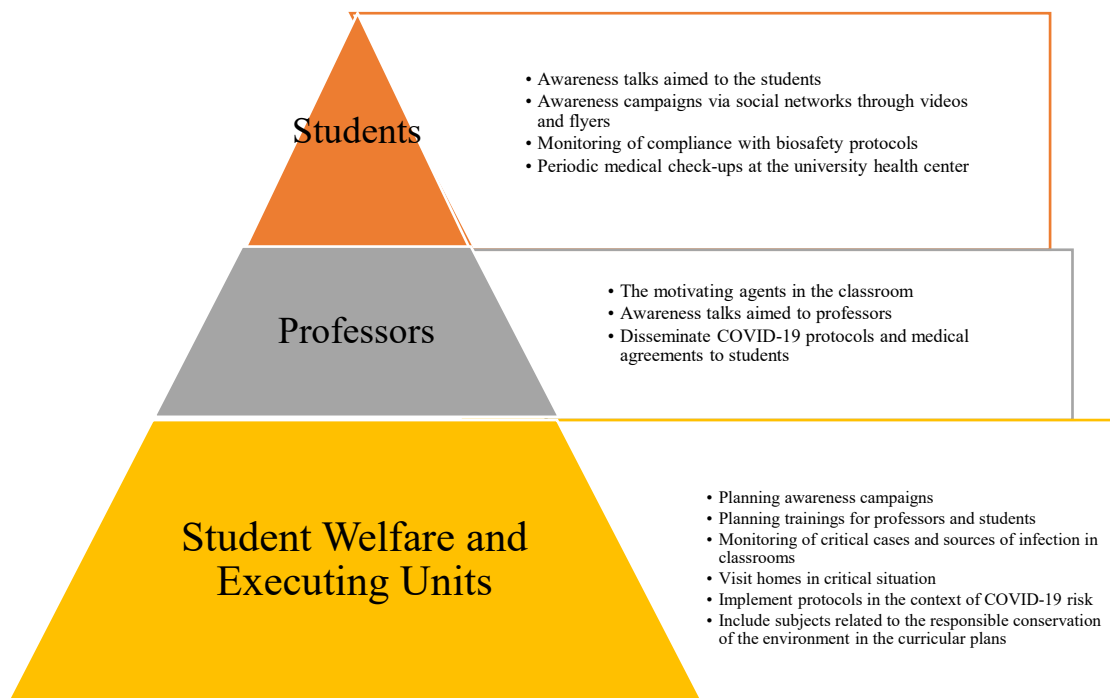 Students
• Awareness talks aimed to the students
• Awareness campaigns via social networks through videos
and flyers
• Monitoring of compliance with biosafety protocols
• Periodic medical check-ups at the university health center
Professors
• The motivating agents in the classroom
• Awareness talks aimed to professors
• Disseminate COVID-19 protocols and medical
agreements to students
Student Welfare and
Executing Units
• Planning awareness campaigns
• Planning trainings for professors and students
• Monitoring of critical cases and sources of infection in
classrooms
• Visit homes in critical situation
• Implement protocols in the context of COVID-19 risk
• Include subjects related to the responsible conservation
of the environment in the curricular plans